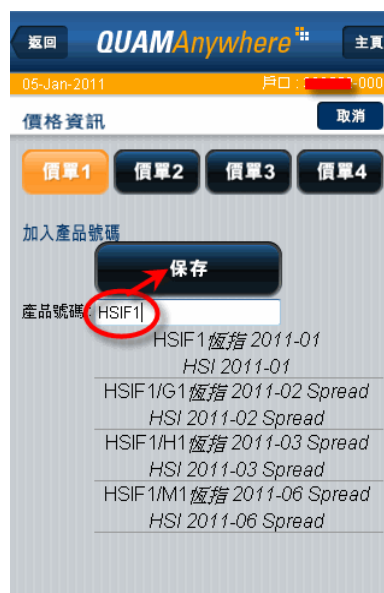 返回 QUAMAnywhere 主頁
05-Jan-2011 戶口: -000
價格資訊 取消
價單1 價單2 價單3 價單4
加入產品號碼
保存
產品號碼: HSIF1
HSIF1恆指 2011-01
HSI 2011-01
HSIF1/G1恆指 2011-02 Spread
HSI 2011-02 Spread
HSIF1/H1恆指 2011-03 Spread
HSI 2011-03 Spread
HSIF1/M1恆指 2011-06 Spread
HSI 2011-06 Spread